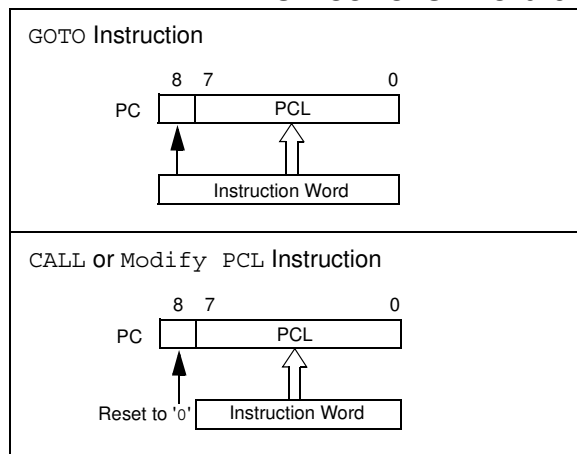 GOTO Instruction
8 7 0
PC PCL
Instruction Word
CALL or Modify PCL Instruction
8 7 0
PC PCL
Reset to '0' Instruction Word